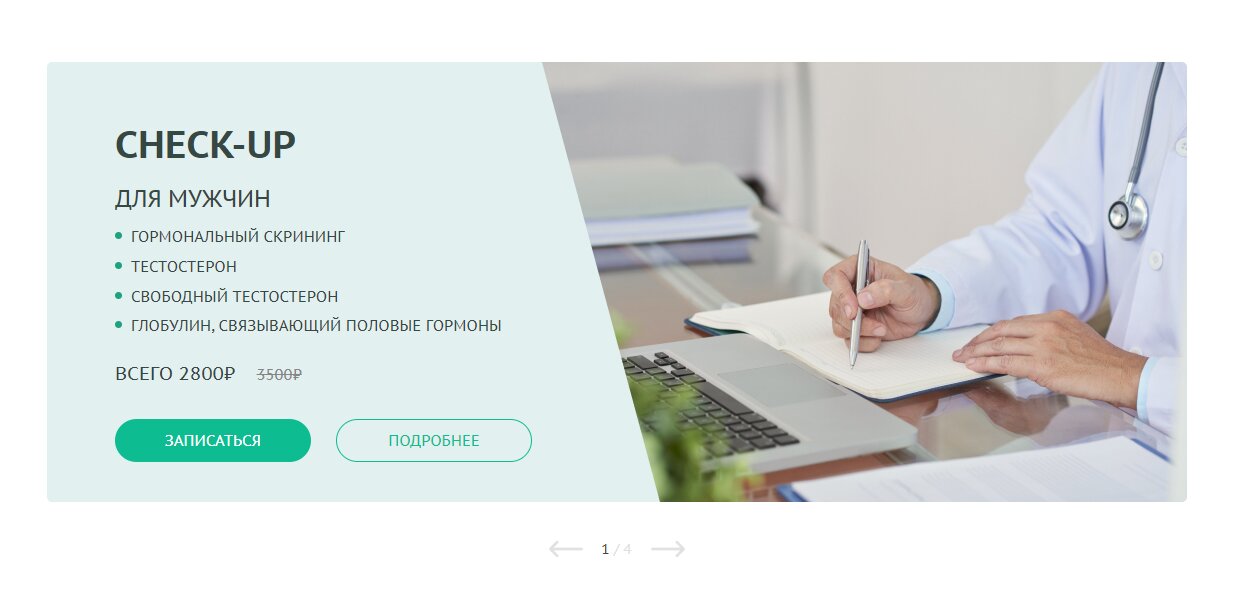 CHECK-UP
ДЛЯ МУЖЧИН
ГОРМОНАЛЬНЫЙ СКРИНИНГ
ТЕСТОСТЕРОН
СВОБОДНЫЙ ТЕСТОСТЕРОН
ГЛОБУЛИН, СВЯЗЫВАЮЩИЙ ПОЛОВЫЕ ГОРМОНЫ
ВСЕГО 2800₽ 3500₽
ЗАПИСАТЬСЯ ПОДРОБНЕЕ
1 / 4